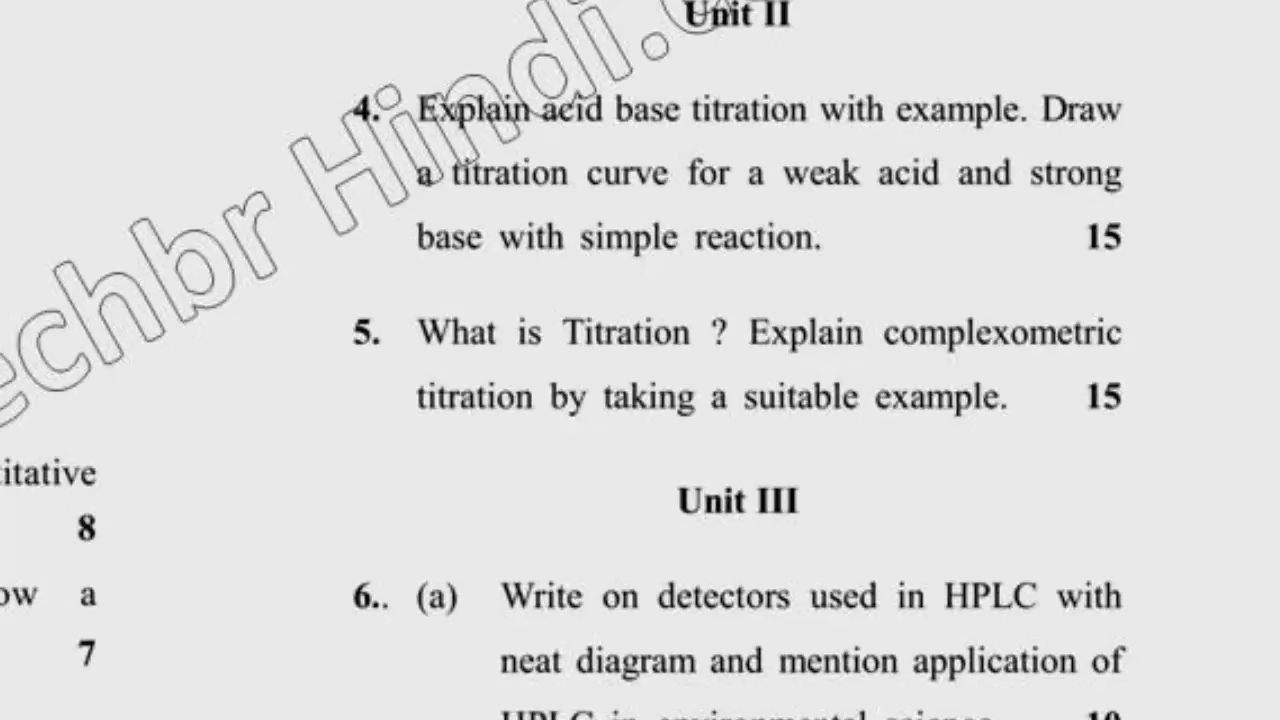 Unit II
4. Explain acid base titration with example. Draw
a titration curve for a weak acid and strong
base with simple reaction. 15
5. What is Titration ? Explain complexometric
titration by taking a suitable example. 15
Unit III
6.. (a) Write on detectors used in HPLC with
neat diagram and mention application of
HPLC in environmental science. 10
itative
8
ow a
7
echbr Hindi.c